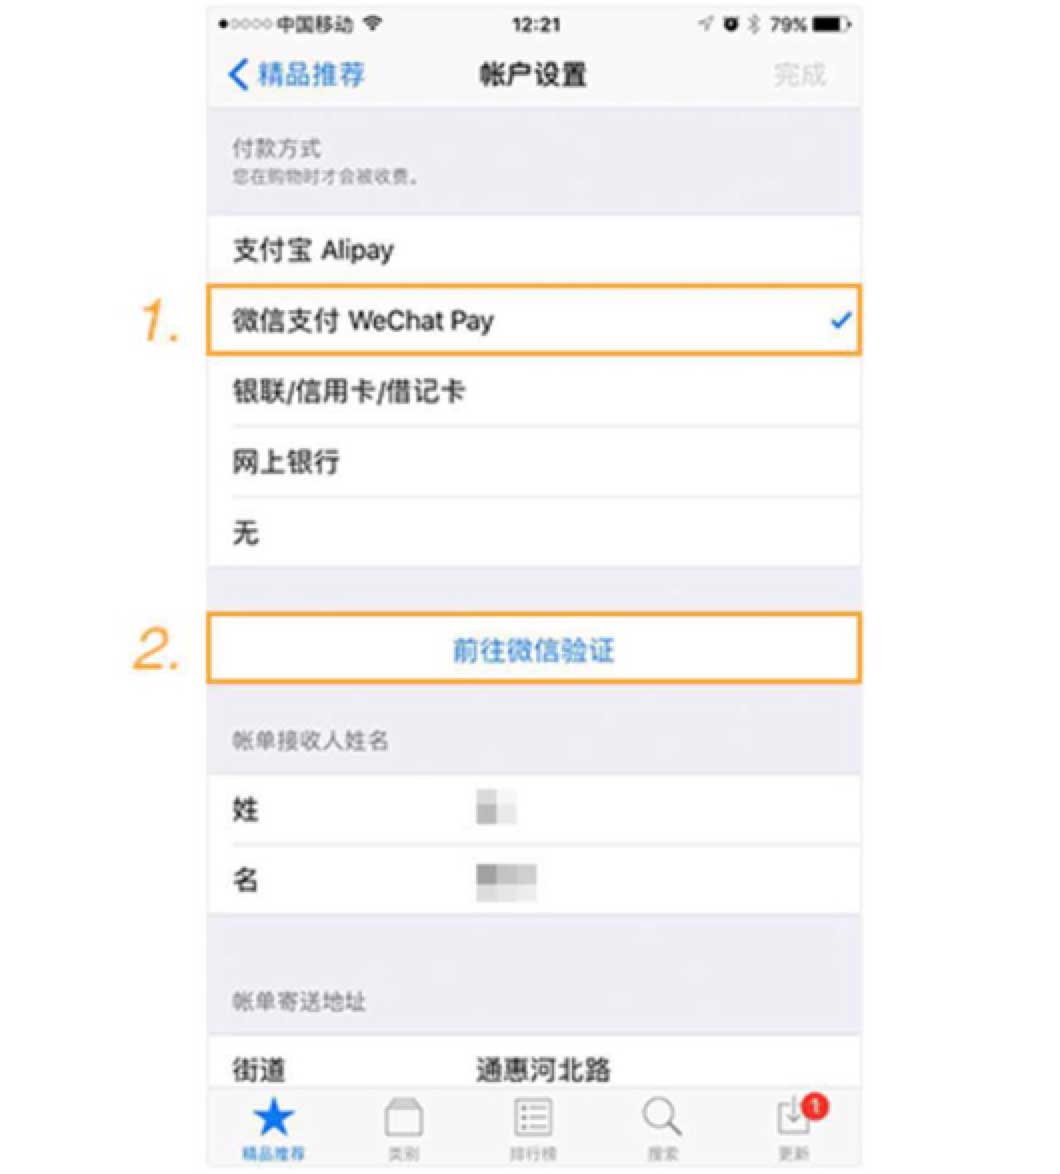 中国移动 12:21 79%
精品推荐 帐户设置 完成
付款方式
您在购物时才会被收费。
支付宝 Alipay
1. 微信支付 WeChat Pay
银联/信用卡/借记卡
网上银行
无
2. 前往微信验证
帐单接收人姓名
姓
名
帐单寄送地址
街道 通惠河北路
精品推荐 类别 排行榜 搜索 更新 1